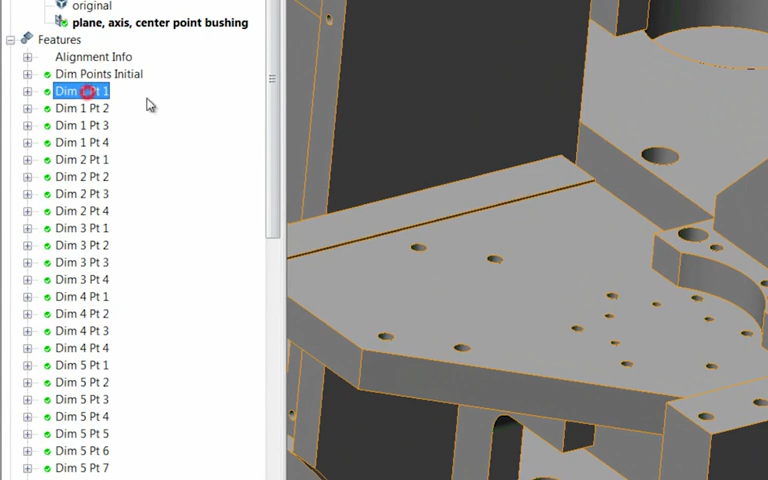 original
plane, axis, center point bushing
Features
Alignment Info
Dim Points Initial
Dim 1 Pt 1
Dim 1 Pt 2
Dim 1 Pt 3
Dim 1 Pt 4
Dim 2 Pt 1
Dim 2 Pt 2
Dim 2 Pt 3
Dim 2 Pt 4
Dim 3 Pt 1
Dim 3 Pt 2
Dim 3 Pt 3
Dim 3 Pt 4
Dim 4 Pt 1
Dim 4 Pt 2
Dim 4 Pt 3
Dim 4 Pt 4
Dim 5 Pt 1
Dim 5 Pt 2
Dim 5 Pt 3
Dim 5 Pt 4
Dim 5 Pt 5
Dim 5 Pt 6
Dim 5 Pt 7